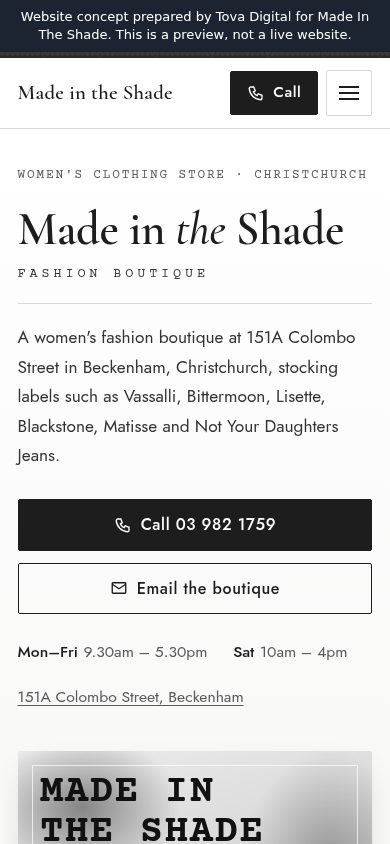 Website concept prepared by Tova Digital for Made In
The Shade. This is a preview, not a live website.
Made in the Shade
Call
WOMEN'S CLOTHING STORE · CHRISTCHURCH
Made in the Shade
FASHION BOUTIQUE
A women's fashion boutique at 151A Colombo
Street in Beckenham, Christchurch, stocking
labels such as Vassalli, Bittermoon, Lisette,
Blackstone, Matisse and Not Your Daughters
Jeans.
Call 03 982 1759
Email the boutique
Mon–Fri 9.30am – 5.30pm Sat 10am – 4pm
151A Colombo Street, Beckenham
MADE IN
THE SHADE